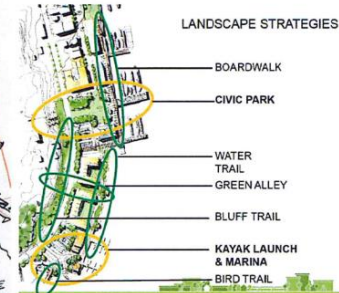 LANDSCAPE STRATEGIES
BOARDWALK
CIVIC PARK
WATER
TRAIL
GREEN ALLEY
BLUFF TRAIL
KAYAK LAUNCH
& MARINA
BIRD TRAIL